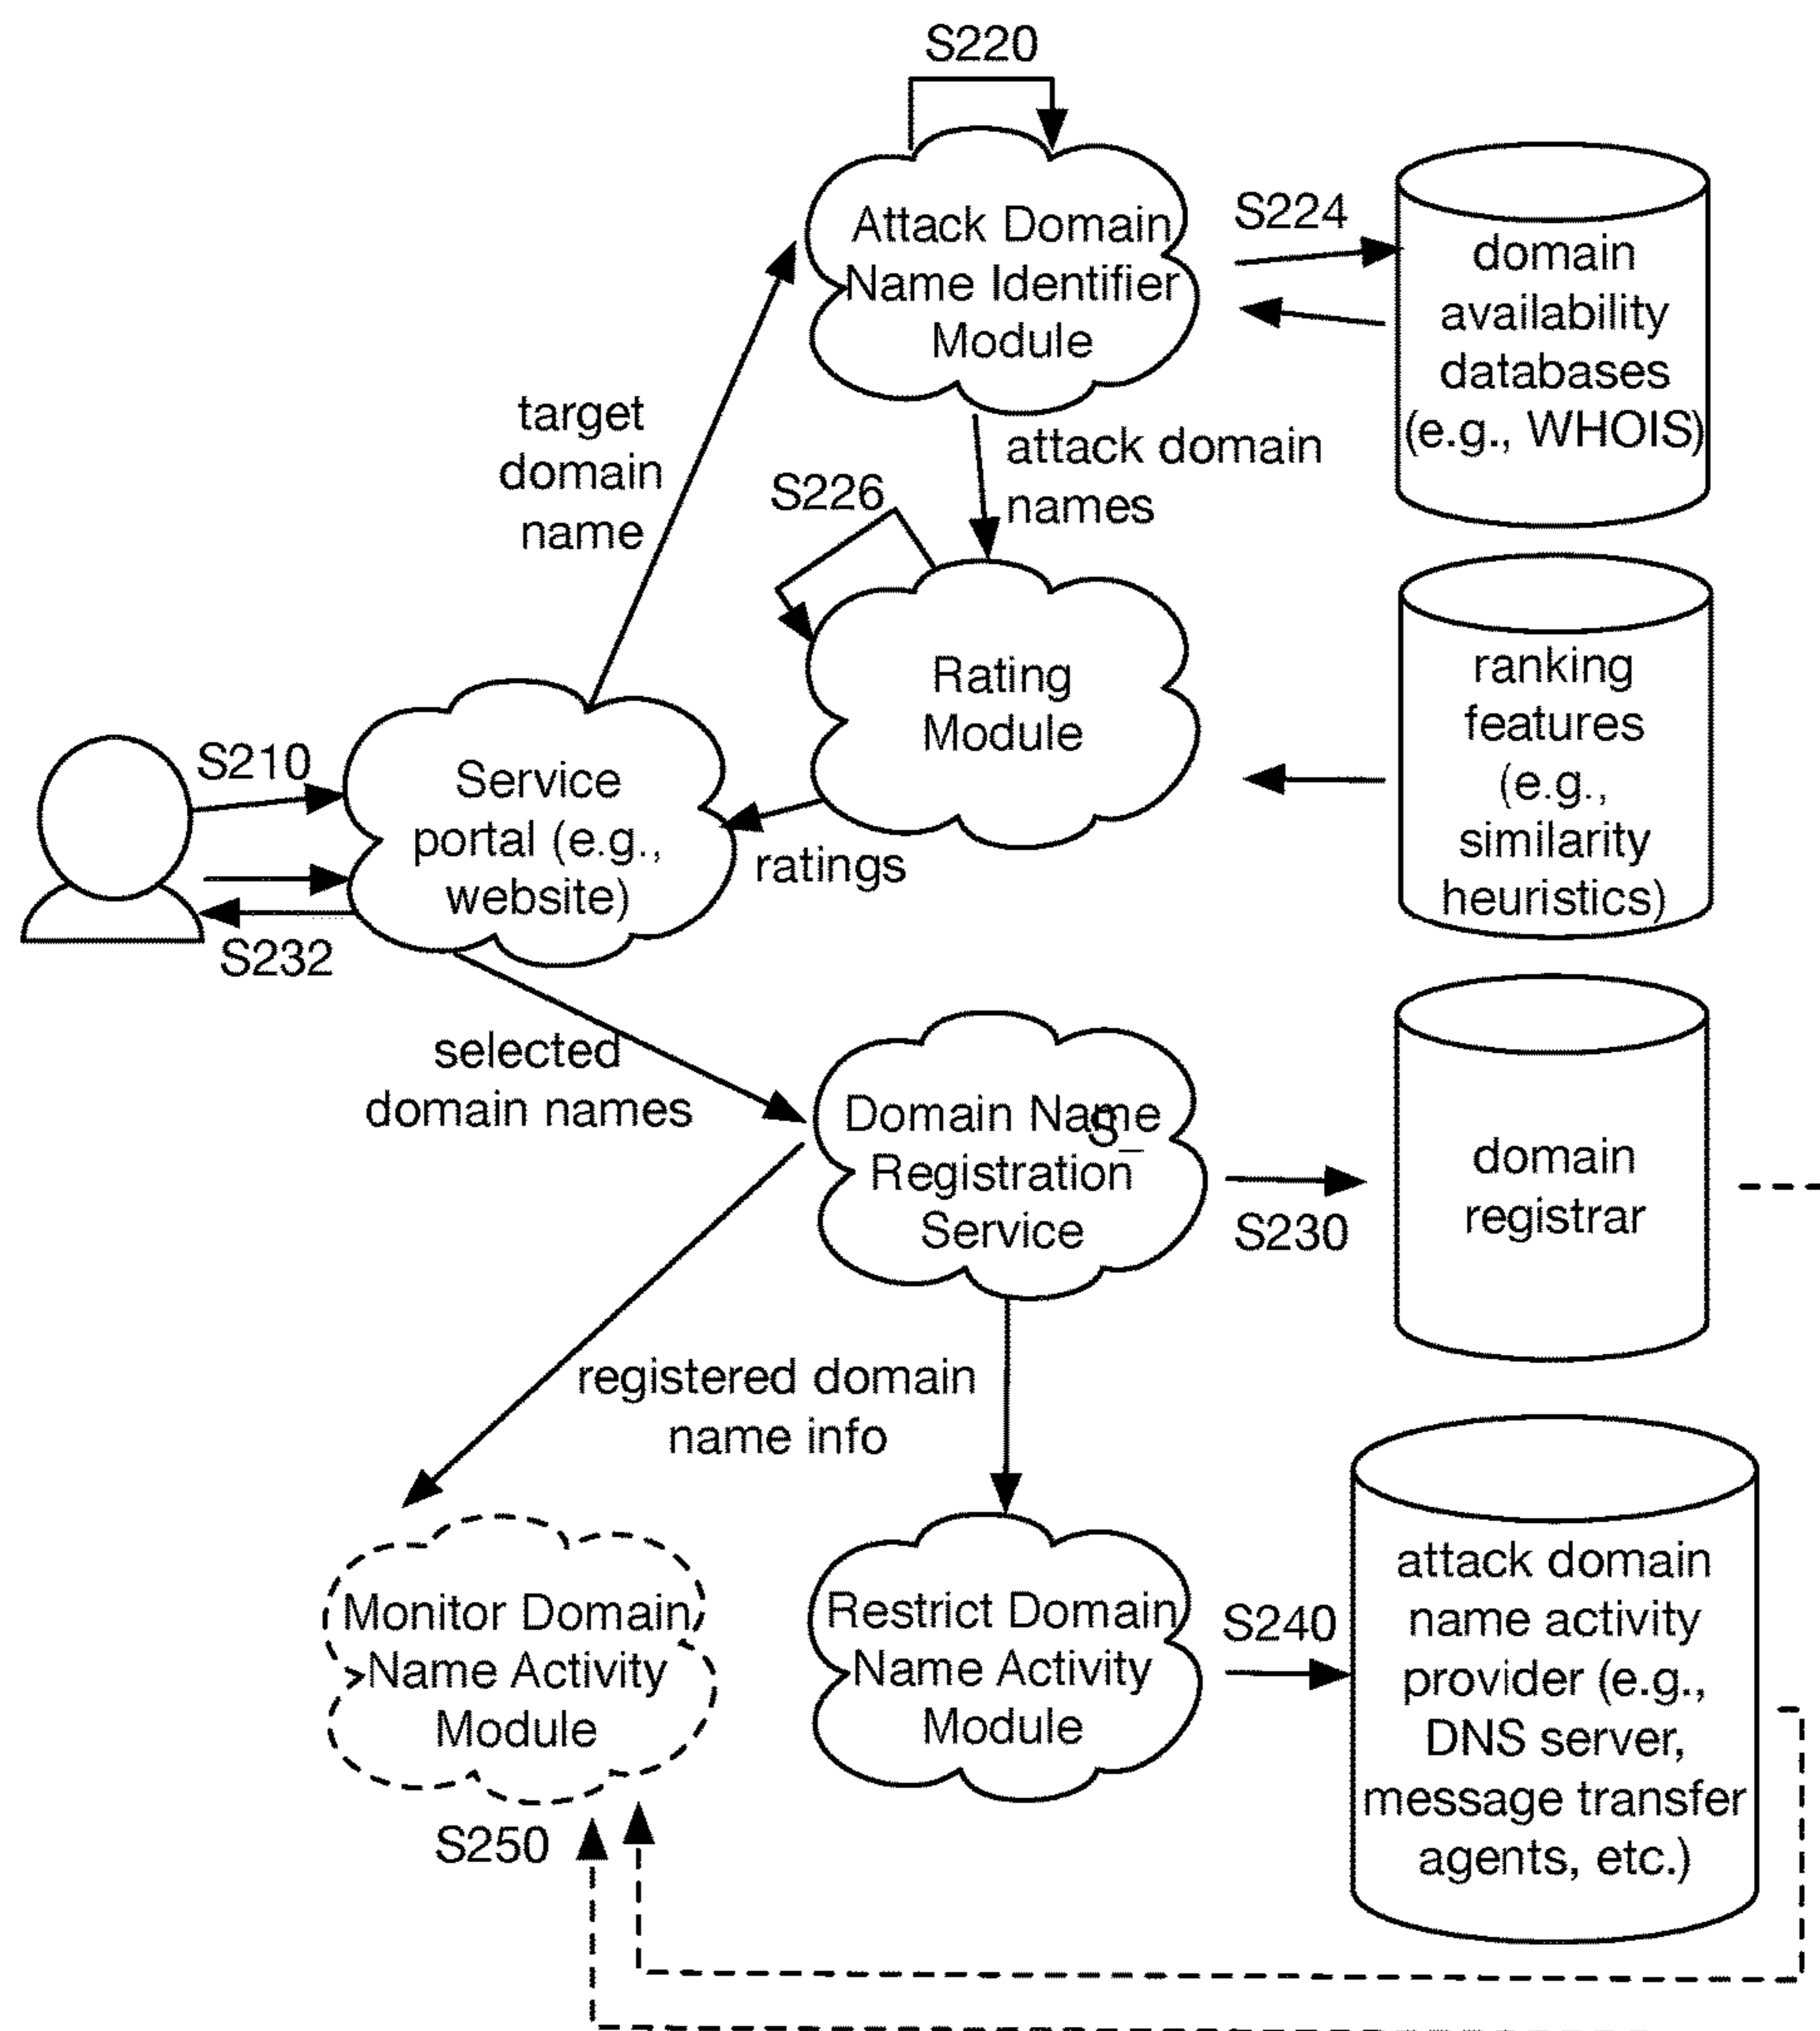 S220
Attack Domain
Name Identifier
Module
S224
domain
availability
databases
(e.g., WHOIS)
target
domain
name
attack domain
names
S226
Rating
Module
ranking
features
(e.g.,
similarity
heuristics)
S210
Service
portal (e.g.,
website)
ratings
S232
selected
domain names
Domain Name
S_
Registration
Service
S230
domain
registrar
registered domain
name info
Monitor Domain
Name Activity
Module
S250
Restrict Domain
Name Activity
Module
S240
attack domain
name activity
provider (e.g.,
DNS server,
message transfer
agents, etc.)